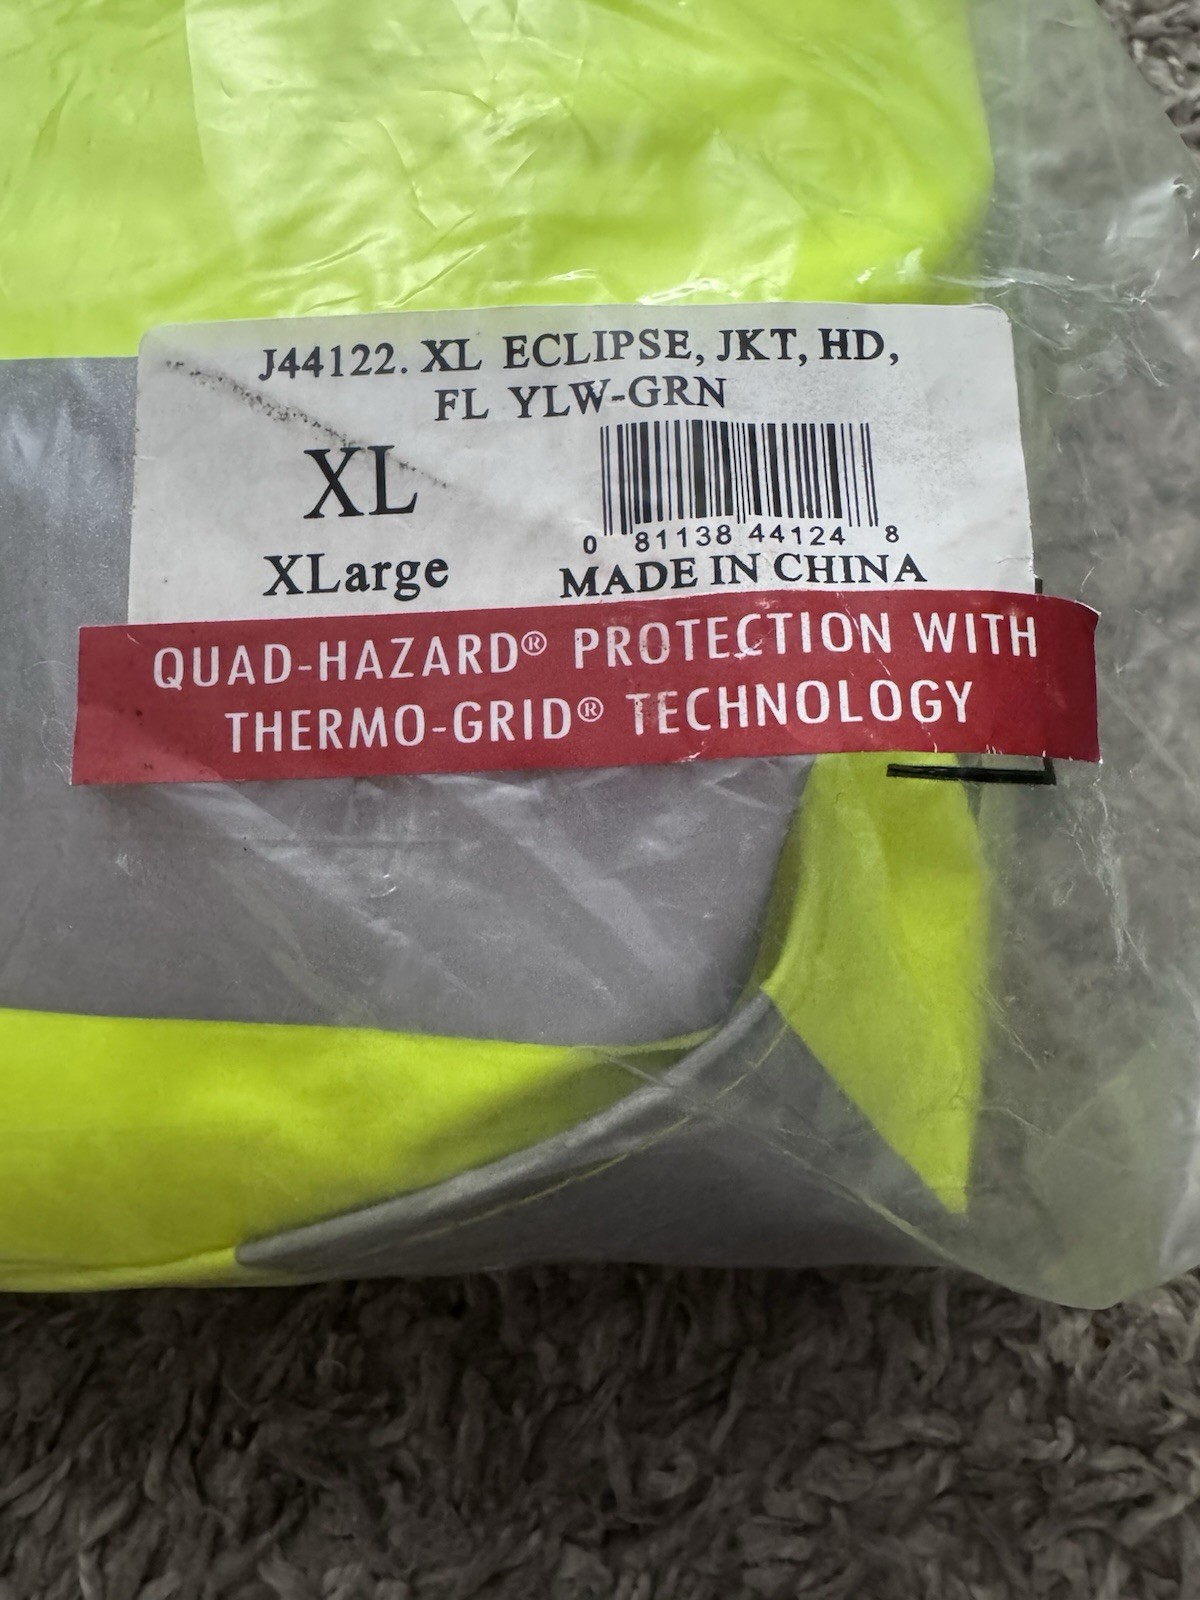 J44122. XL ECLIPSE, JKT, HD,
FL YLW-GRN
XL
XLarge
0 81138 44124 8
MADE IN CHINA
QUAD-HAZARD® PROTECTION WITH
THERMO-GRID® TECHNOLOGY